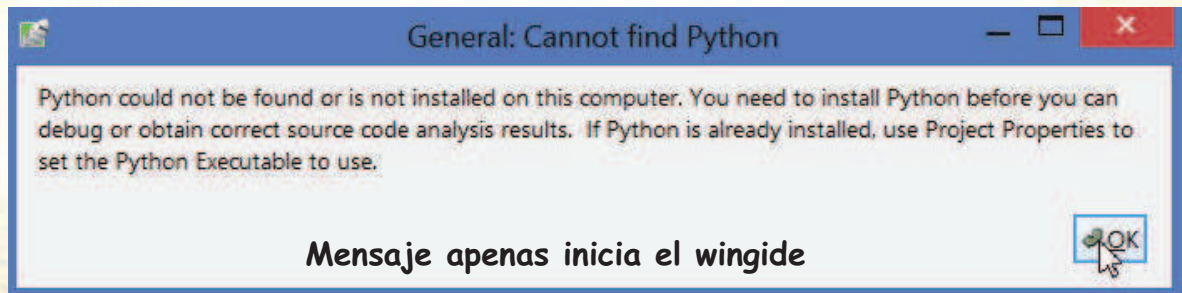 General: Cannot find Python
Python could not be found or is not installed on this computer. You need to install Python before you can
debug or obtain correct source code analysis results. If Python is already installed, use Project Properties to
set the Python Executable to use.
Mensaje apenas inicia el wingide
OK